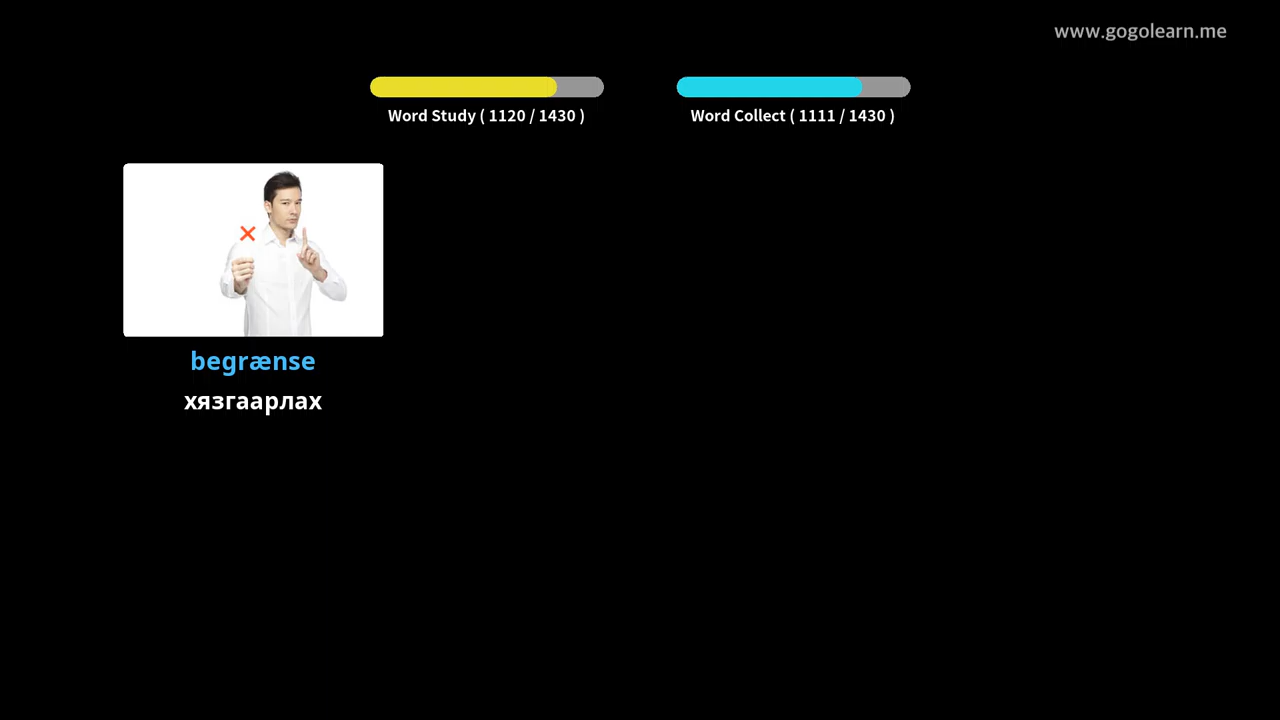 www.gogolearn.me
Word Study ( 1120 / 1430 )
Word Collect ( 1111 / 1430 )
begrænse
хязгаарлах